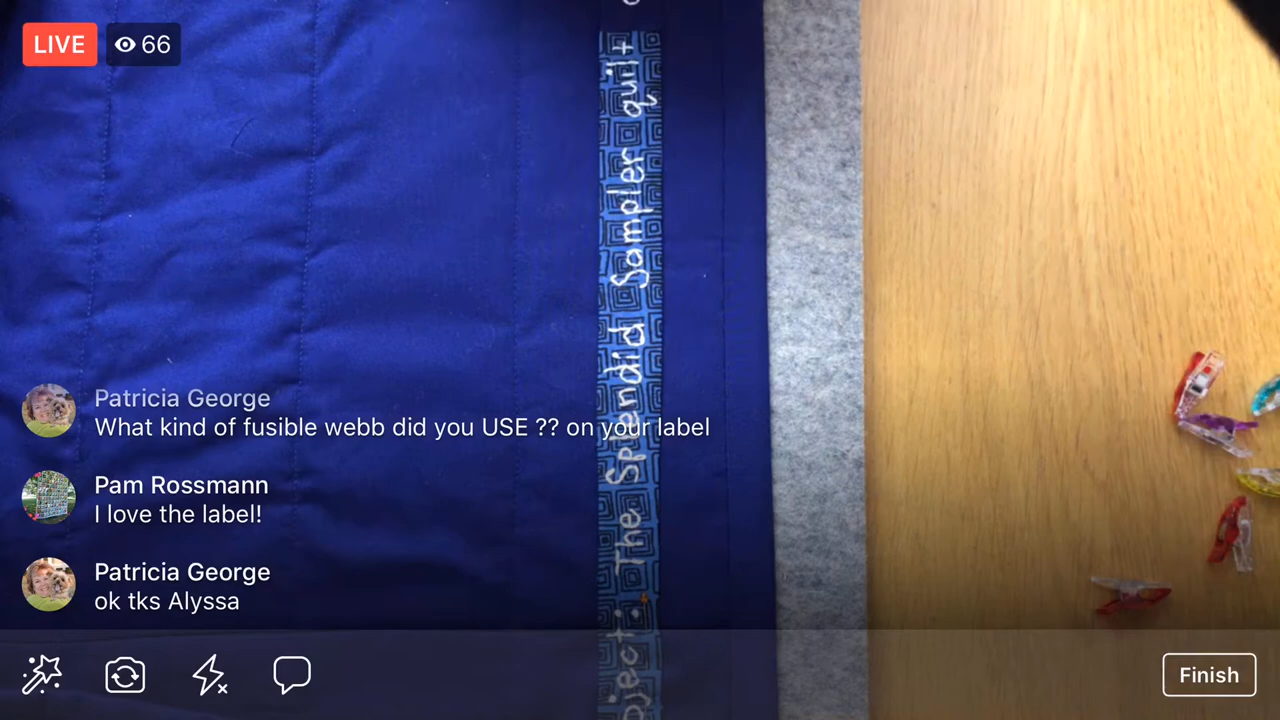 LIVE
66
oject: The Splendid Sampler quilt
Patricia George
What kind of fusible webb did you USE ?? on your label
Pam Rossmann
I love the label!
Patricia George
ok tks Alyssa
Finish